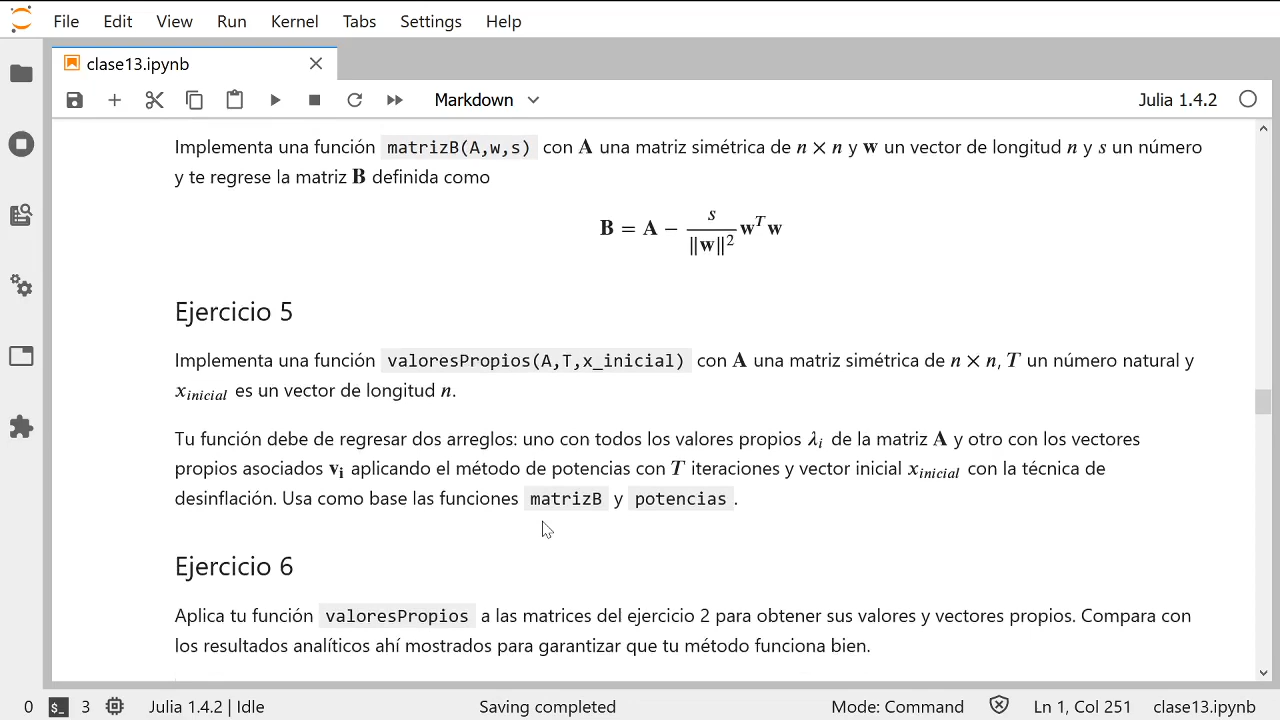 File Edit View Run Kernel Tabs Settings Help
clase13.ipynb
Markdown
Julia 1.4.2
Implementa una función matrizB(A,w,s) con A una matriz simétrica de n × n y w un vector de longitud n y s un número
y te regrese la matriz B definida como
B = A − s/‖w‖² wᵀw
Ejercicio 5
Implementa una función valoresPropios(A,T,x_inicial) con A una matriz simétrica de n × n, T un número natural y
x_inicial es un vector de longitud n.
Tu función debe de regresar dos arreglos: uno con todos los valores propios λi de la matriz A y otro con los vectores
propios asociados vi aplicando el método de potencias con T iteraciones y vector inicial x_inicial con la técnica de
desinflación. Usa como base las funciones matrizB y potencias.
Ejercicio 6
Aplica tu función valoresPropios a las matrices del ejercicio 2 para obtener sus valores y vectores propios. Compara con
los resultados analíticos ahí mostrados para garantizar que tu método funciona bien.
0 $_ 3 Julia 1.4.2 | Idle Saving completed Mode: Command Ln 1, Col 251 clase13.ipynb